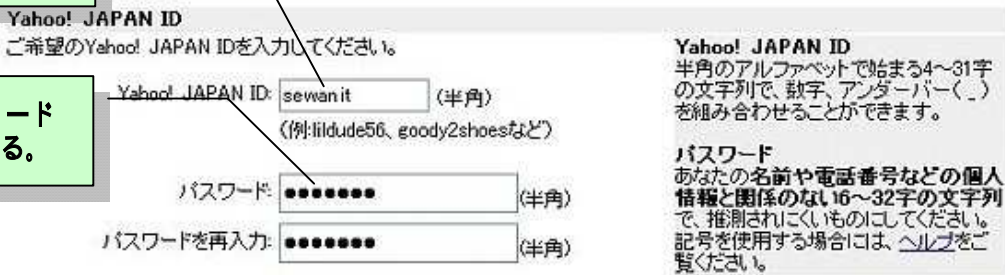 Yahoo! JAPAN ID
ご希望のYahoo! JAPAN IDを入力してください。
ード
る。
Yahoo! JAPAN ID: sewanit (半角)
(例:lildude56、goody2shoesなど)
パスワード: ●●●●●●● (半角)
パスワードを再入力: ●●●●●●● (半角)
Yahoo! JAPAN ID
半角のアルファベットで始まる4~31字
の文字列で、数字、アンダーバー( _ )
を組み合わせることができます。
パスワード
あなたの名前や電話番号などの個人
情報と関係のない6~32字の文字列
で、推測されにくいものにしてください。
記号を使用する場合には、ヘルプをご
覧ください。